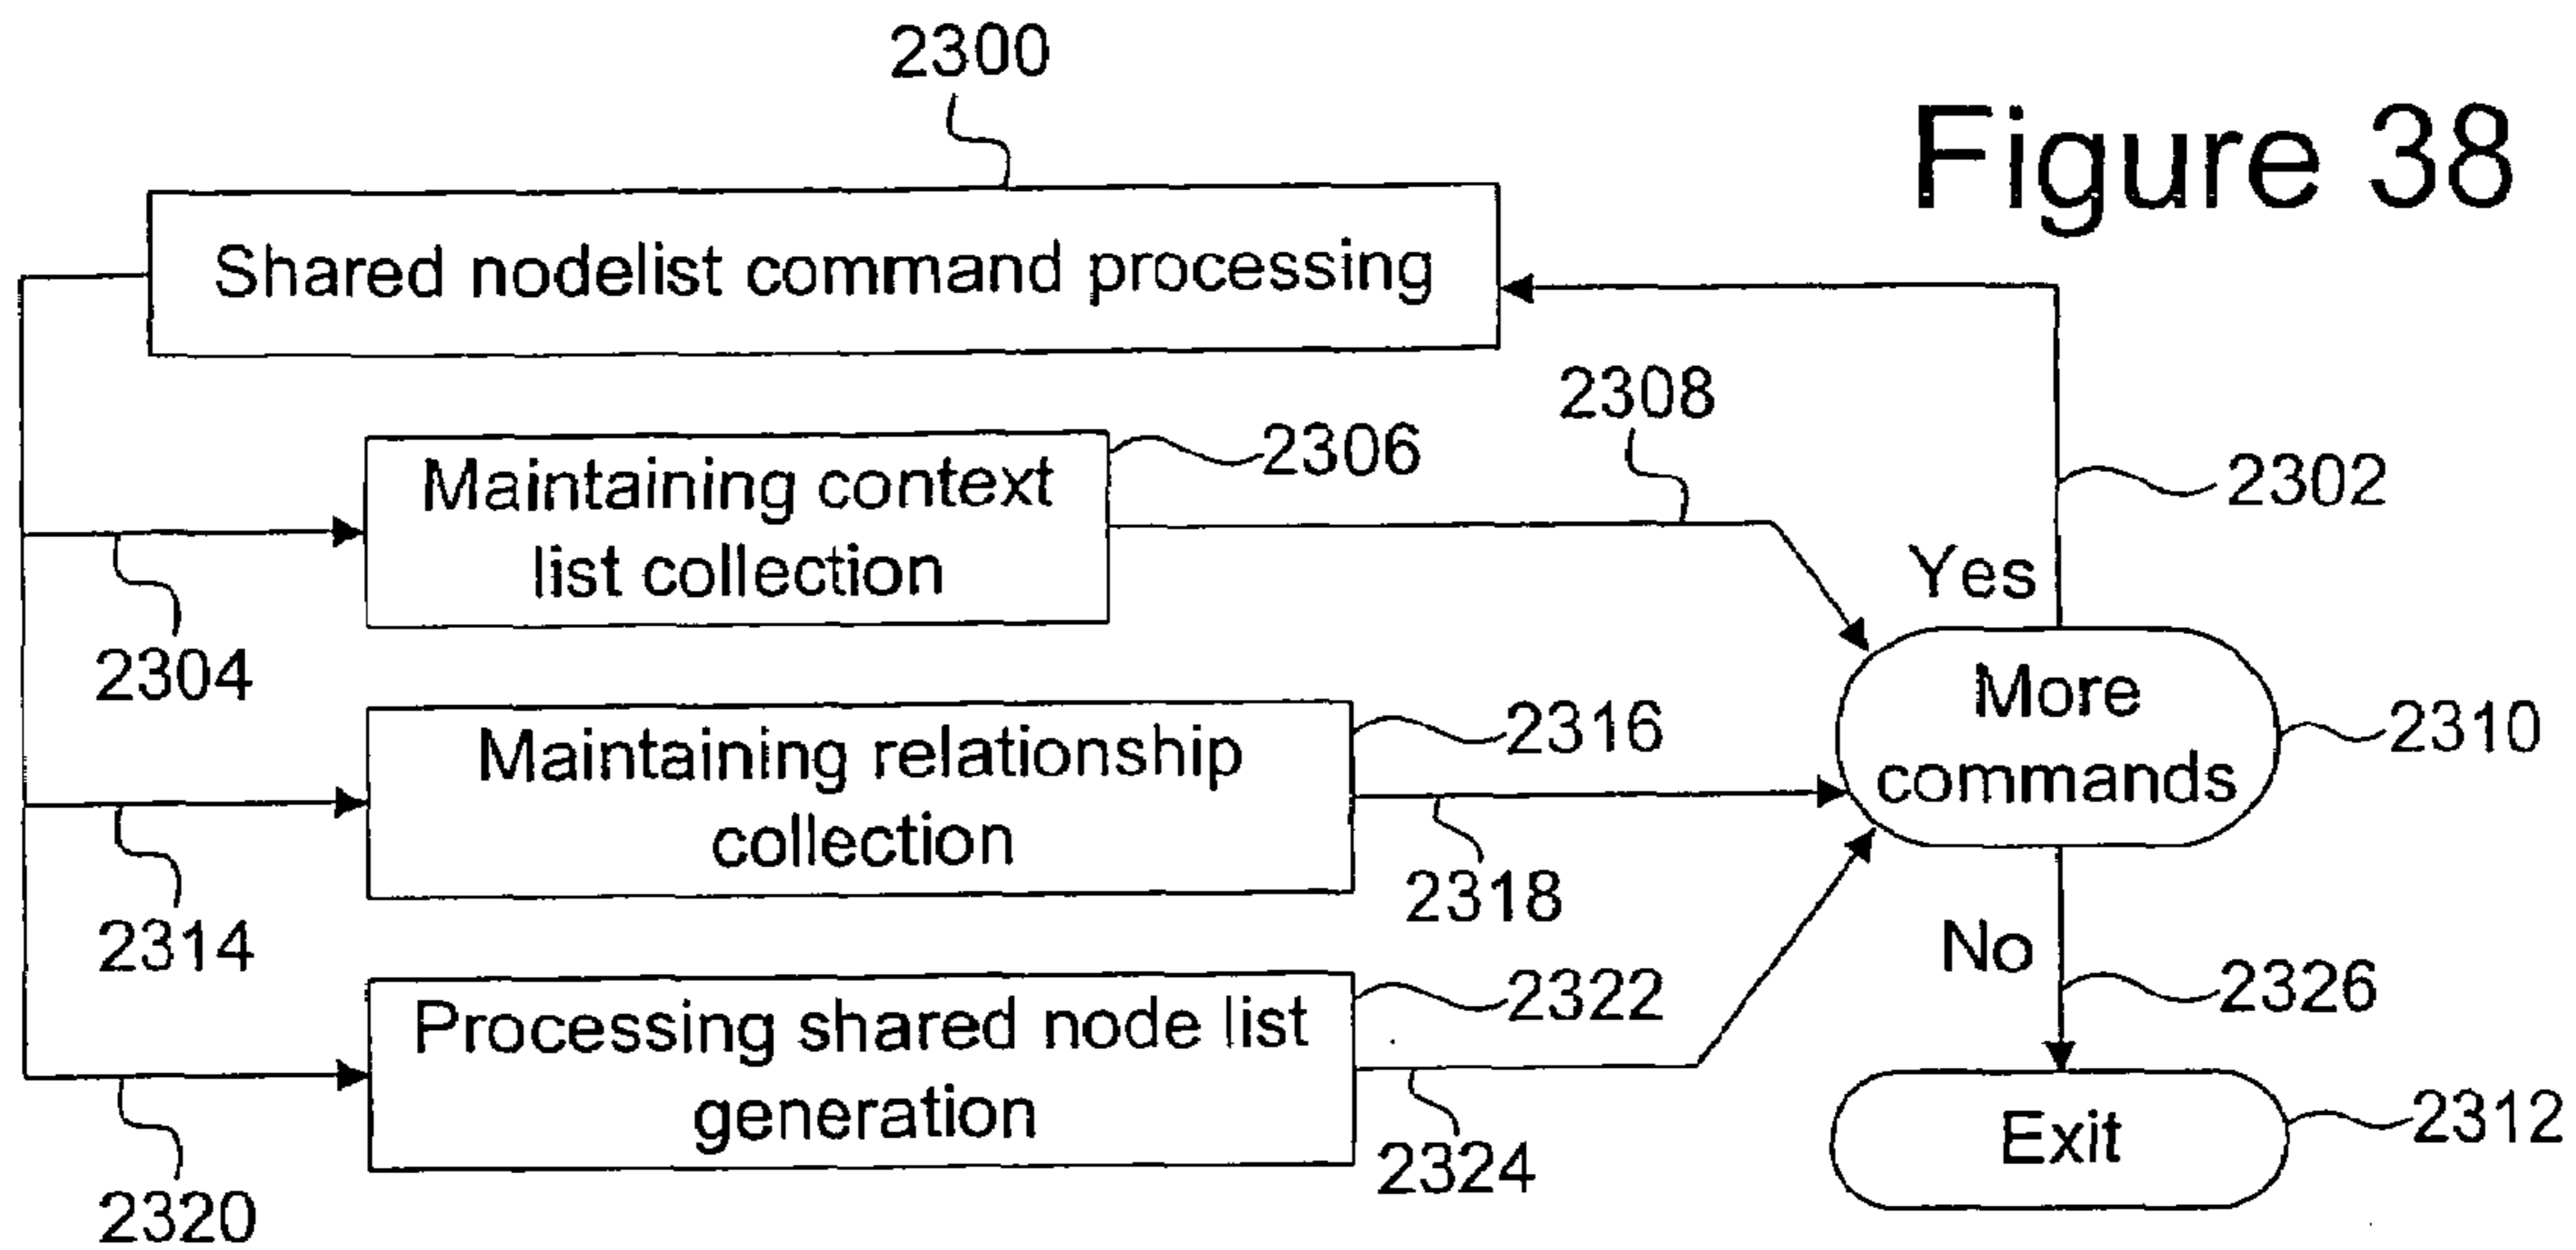 2300
Figure 38
Shared nodelist command processing
2308
2306
Maintaining context
list collection
2302
Yes
2304
More
commands
2310
2316
Maintaining relationship
collection
2318
2314
No
2326
2322
Processing shared node list
generation
2324
Exit
2312
2320